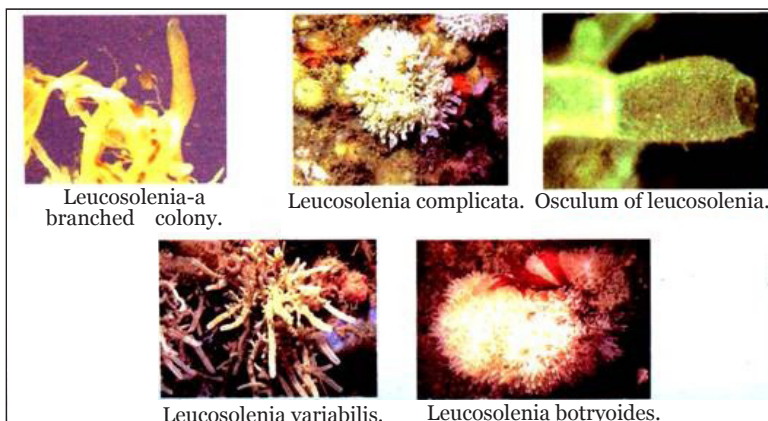 Leucosolenia-a
branched colony.
Leucosolenia complicata.
Osculum of leucosolenia.
Leucosolenia variabilis.
Leucosolenia botryoides.